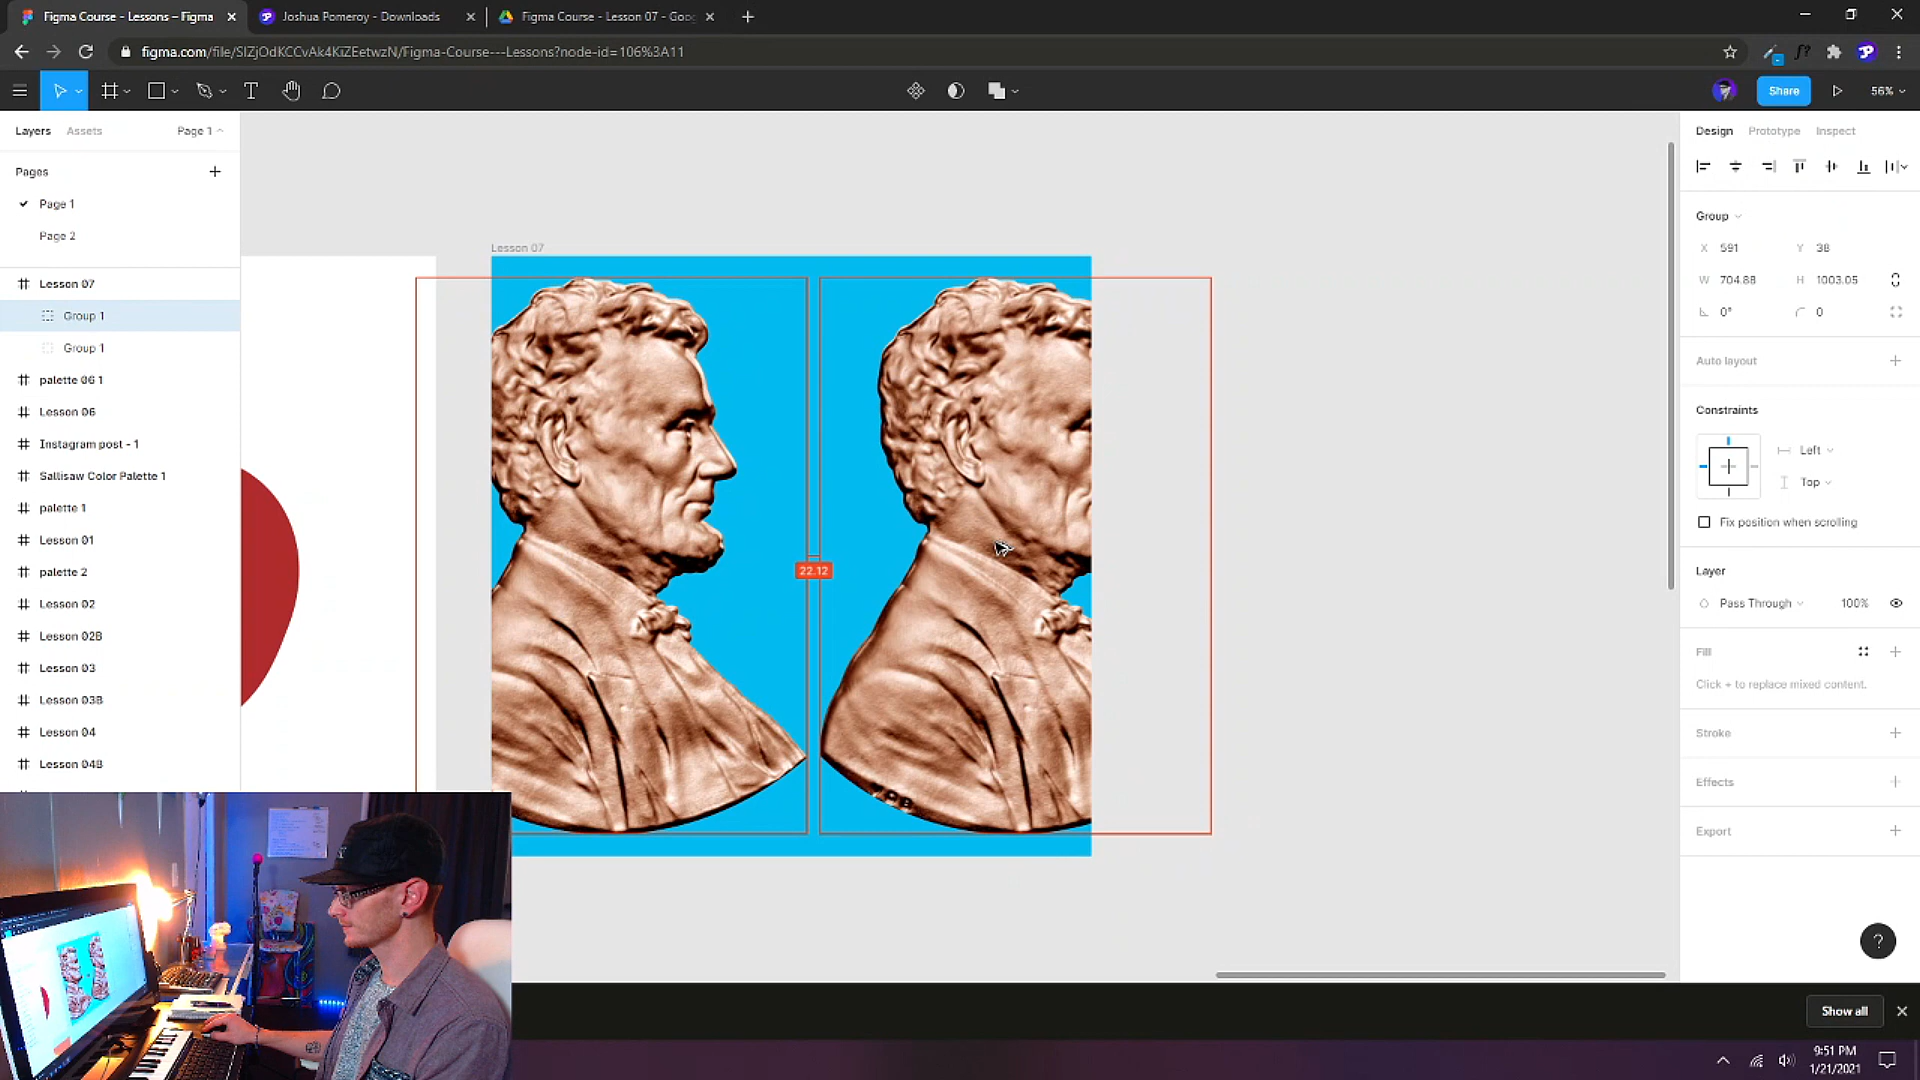 Figma Course - Lessons – Figma
Joshua Pomeroy - Downloads
Figma Course - Lesson 07 - Goo
figma.com/file/SIZjOdKCCvAk4KiZEetwzN/Figma-Course---Lessons?node-id=106%3A11
f?
Share
56%
Layers
Assets
Page 1
Design
Prototype
Inspect
Pages
Page 1
Page 2
Lesson 07
Group 1
Group 1
palette 06 1
Lesson 06
Instagram post - 1
Sallisaw Color Palette 1
palette 1
Lesson 01
palette 2
Lesson 02
Lesson 02B
Lesson 03
Lesson 03B
Lesson 04
Lesson 04B
Lesson 07
22.12
VDB
Group
X 591
Y 38
W 704.88
H 1003.05
0°
0
Auto layout
Constraints
Left
Top
Fix position when scrolling
Layer
Pass Through
100%
Fill
Click + to replace mixed content.
Stroke
Effects
Export
?
Show all
9:51 PM
1/21/2021